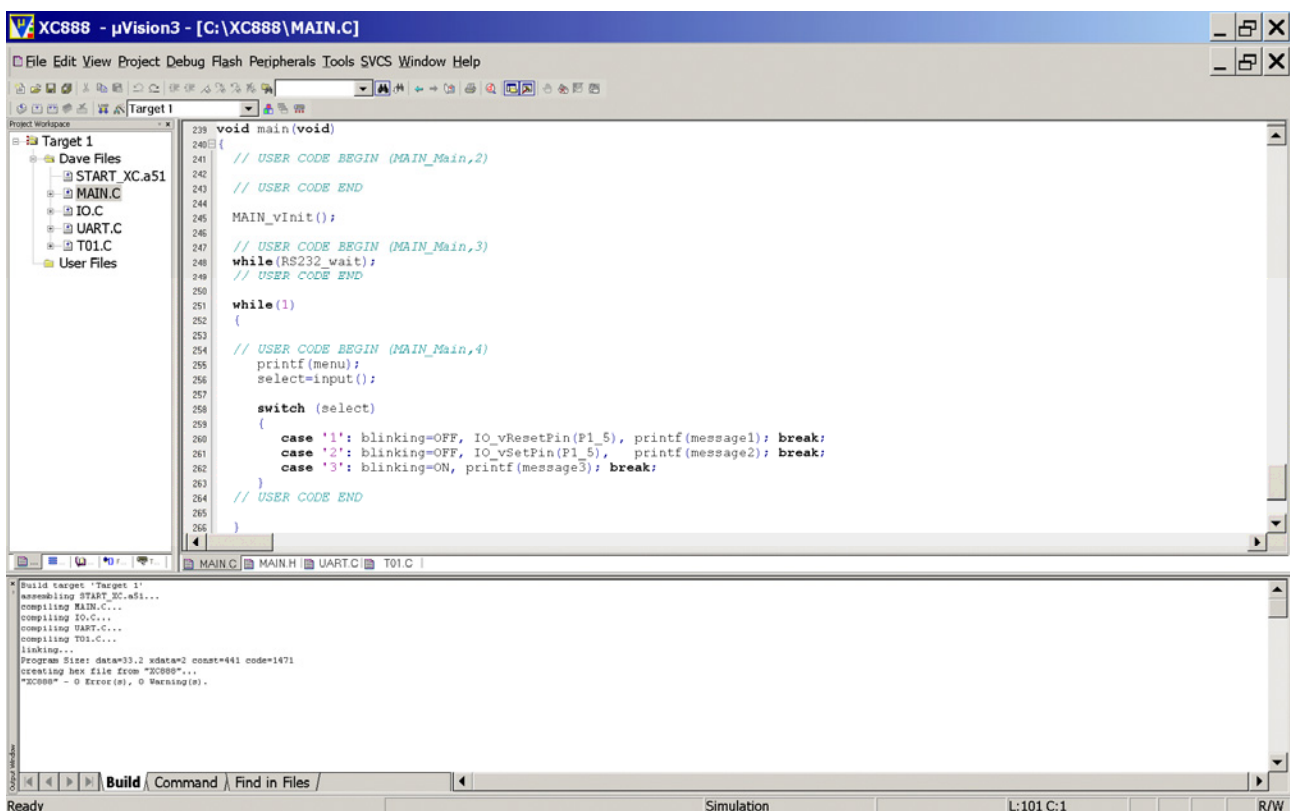 XC888 - µVision3 - [C:\XC888\MAIN.C]
File Edit View Project Debug Flash Peripherals Tools SVCS Window Help
Target 1
Project Workspace
Target 1
Dave Files
START_XC.a51
MAIN.C
IO.C
UART.C
T01.C
User Files
239 void main(void)
240 {
241 // USER CODE BEGIN (MAIN_Main,2)
242
243 // USER CODE END
244
245 MAIN_vInit();
246
247 // USER CODE BEGIN (MAIN_Main,3)
248 while(RS232_wait);
249 // USER CODE END
250
251 while(1)
252 {
253
254 // USER CODE BEGIN (MAIN_Main,4)
255 printf(menu);
256 select=input();
257
258 switch (select)
259 {
260 case '1': blinking=OFF, IO_vResetPin(P1_5), printf(message1); break;
261 case '2': blinking=OFF, IO_vSetPin(P1_5), printf(message2); break;
262 case '3': blinking=ON, printf(message3); break;
263 }
264 // USER CODE END
265
266 }
MAIN.C MAIN.H UART.C T01.C
Build target 'Target 1'
assembling START_XC.a51...
compiling MAIN.C...
compiling IO.C...
compiling UART.C...
compiling T01.C...
linking...
Program Size: data=33.2 xdata=2 const=441 code=1471
creating hex file from "XC888"...
"XC888" - 0 Error(s), 0 Warning(s).
Output Window
Build Command Find in Files
Ready Simulation L:101 C:1 R/W